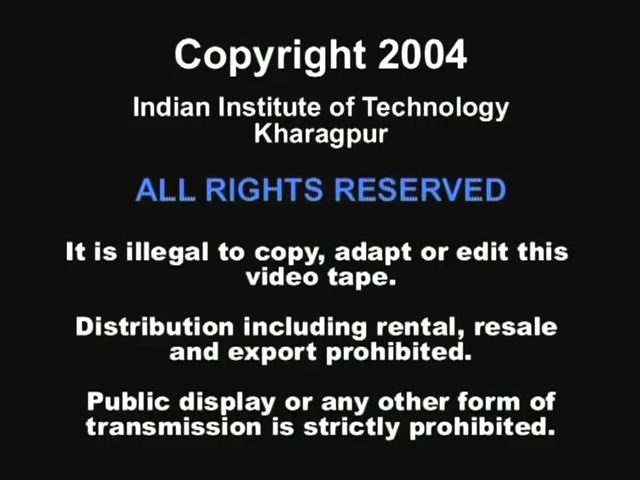 Copyright 2004
Indian Institute of Technology
Kharagpur
ALL RIGHTS RESERVED
It is illegal to copy, adapt or edit this
video tape.
Distribution including rental, resale
and export prohibited.
Public display or any other form of
transmission is strictly prohibited.